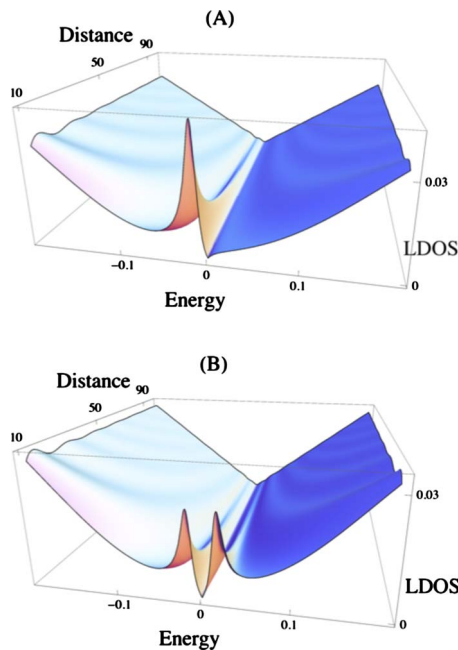 (A)
Distance 90
50
10
0.03
LDOS
-0.1
0
0.1
0
Energy
(B)
Distance 90
50
10
0.03
LDOS
-0.1
0
0.1
0
Energy